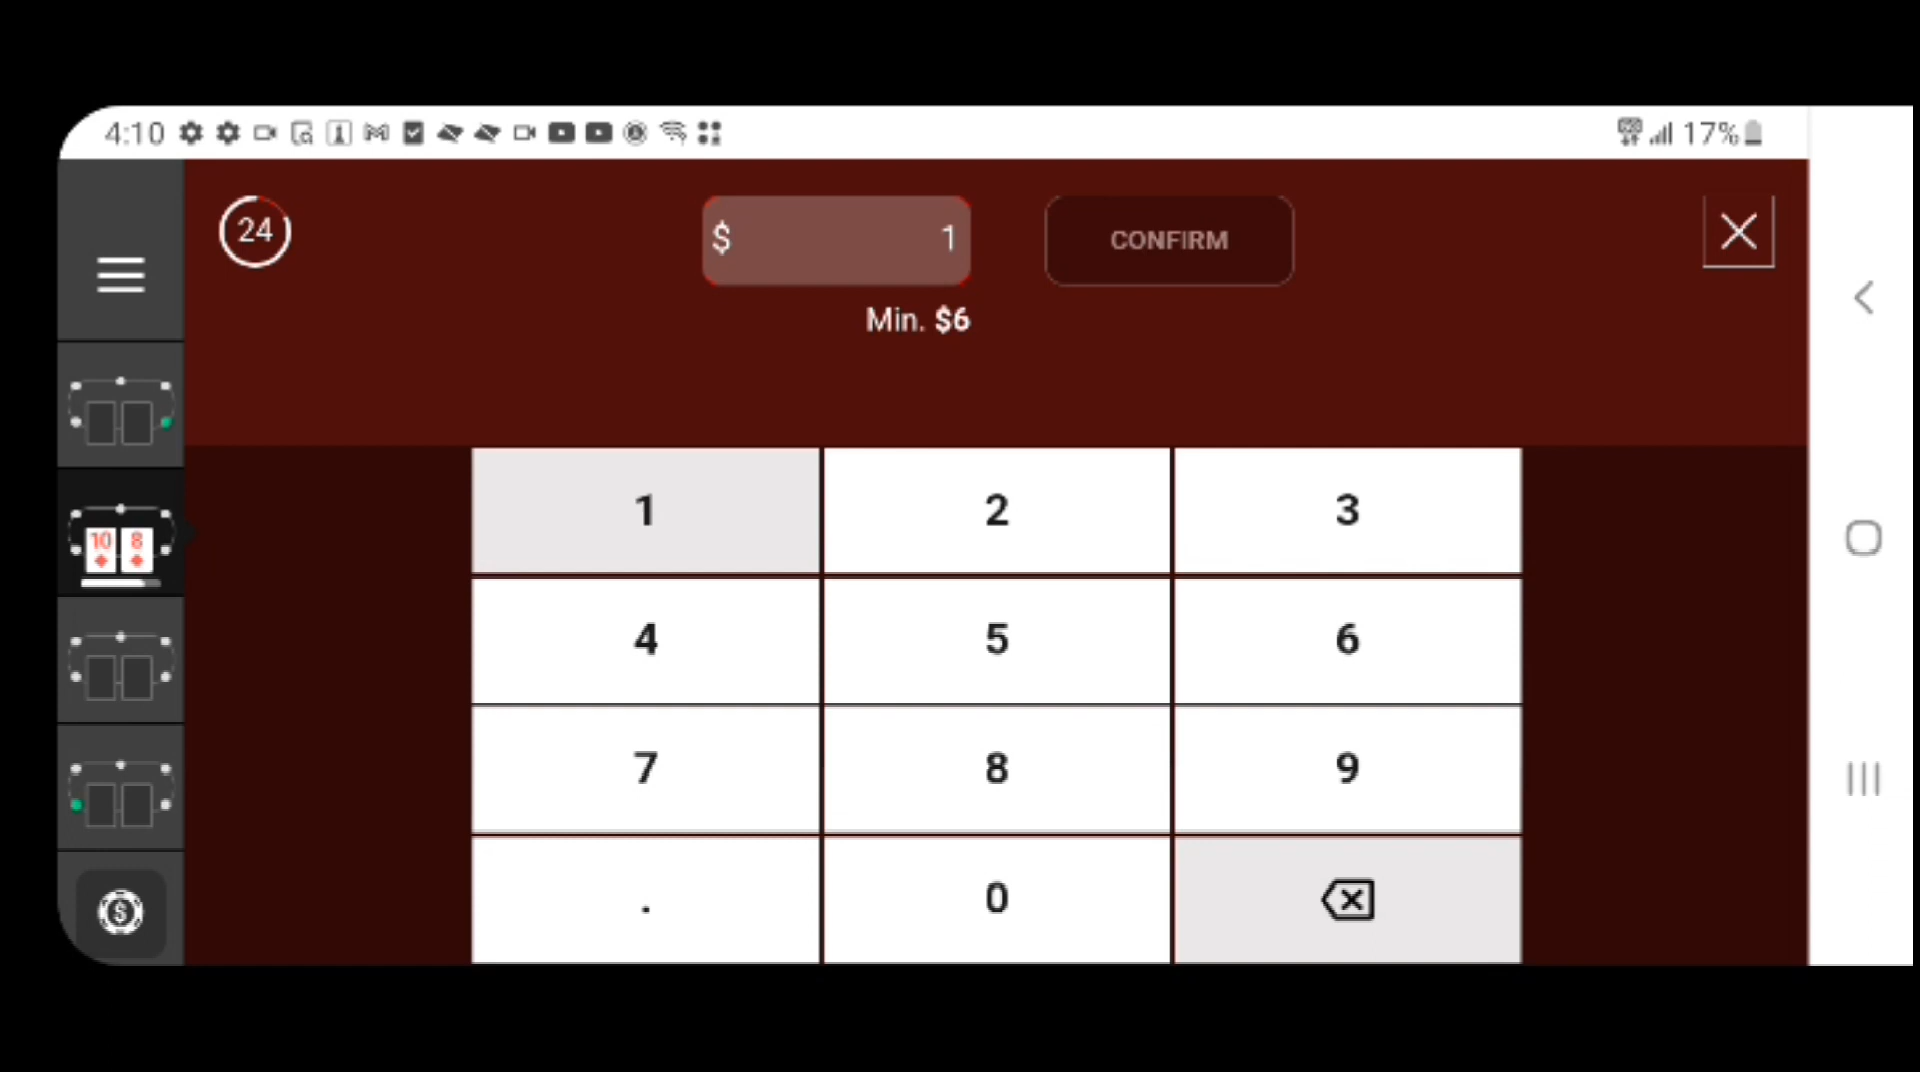 4:10
17%
24
$ 1
CONFIRM
Min. $6
10 8
1 2 3
4 5 6
7 8 9
. 0
$